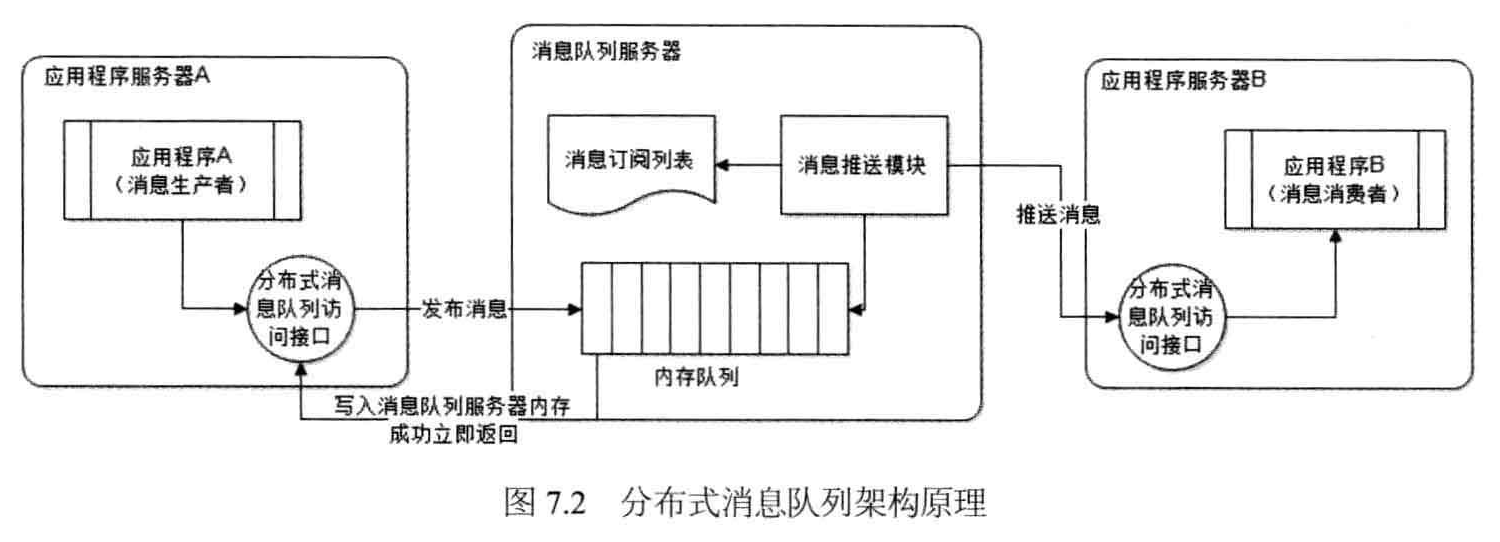 应用程序服务器A
应用程序A
（消息生产者）
分布式消
息队列访
问接口
发布消息
写入消息队列服务器内存
成功立即返回
消息队列服务器
消息订阅列表
消息推送模块
内存队列
推送消息
应用程序服务器B
应用程序B
（消息消费者）
分布式消
息队列访
问接口
图 7.2 分布式消息队列架构原理